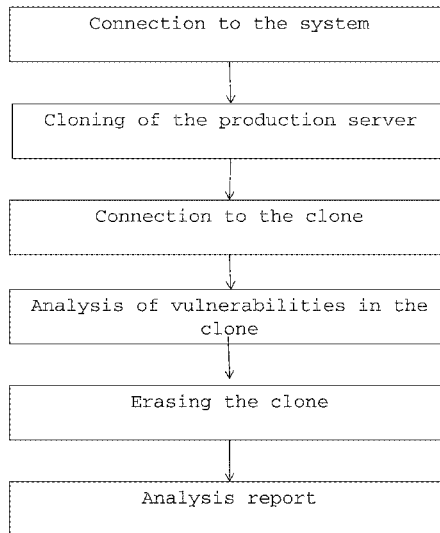 Connection to the system
Cloning of the production server
Connection to the clone
Analysis of vulnerabilities in the
clone
Erasing the clone
Analysis report